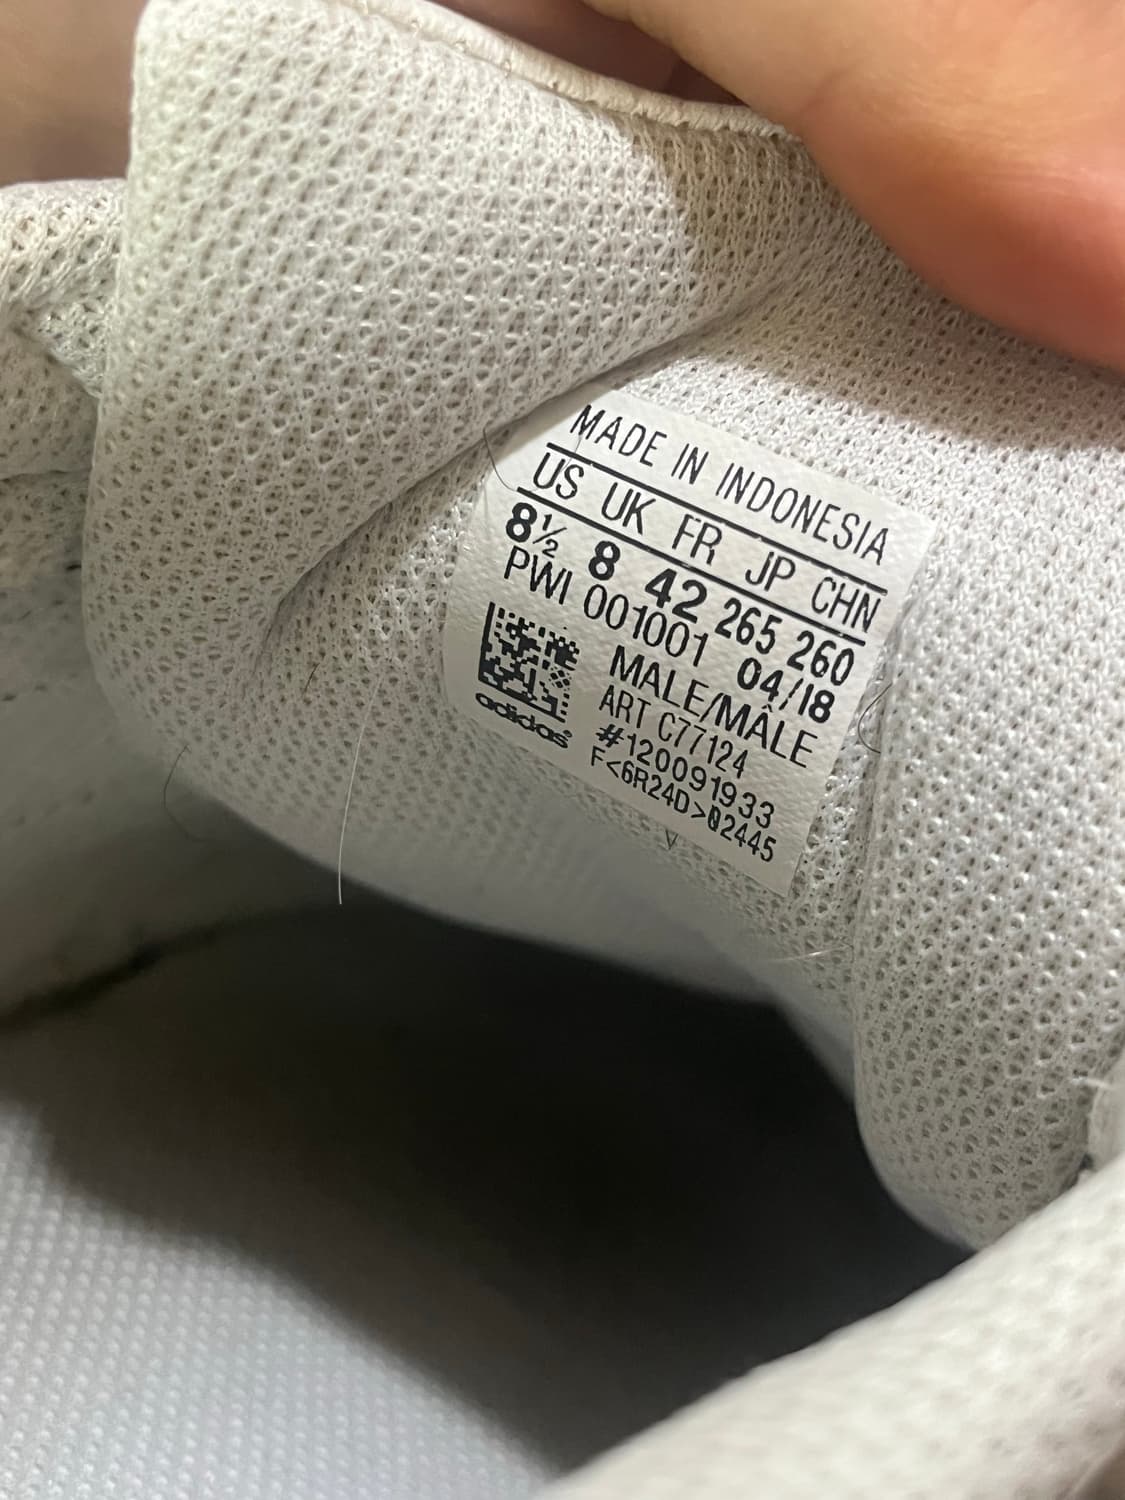 MADE IN INDONESIA
US UK FR JP CHN
8½ 8 42 265 260
PWI 001001 04/18
MALE/MÂLE
ART C77124
#120091933
F<6R24D>Q2445
adidas